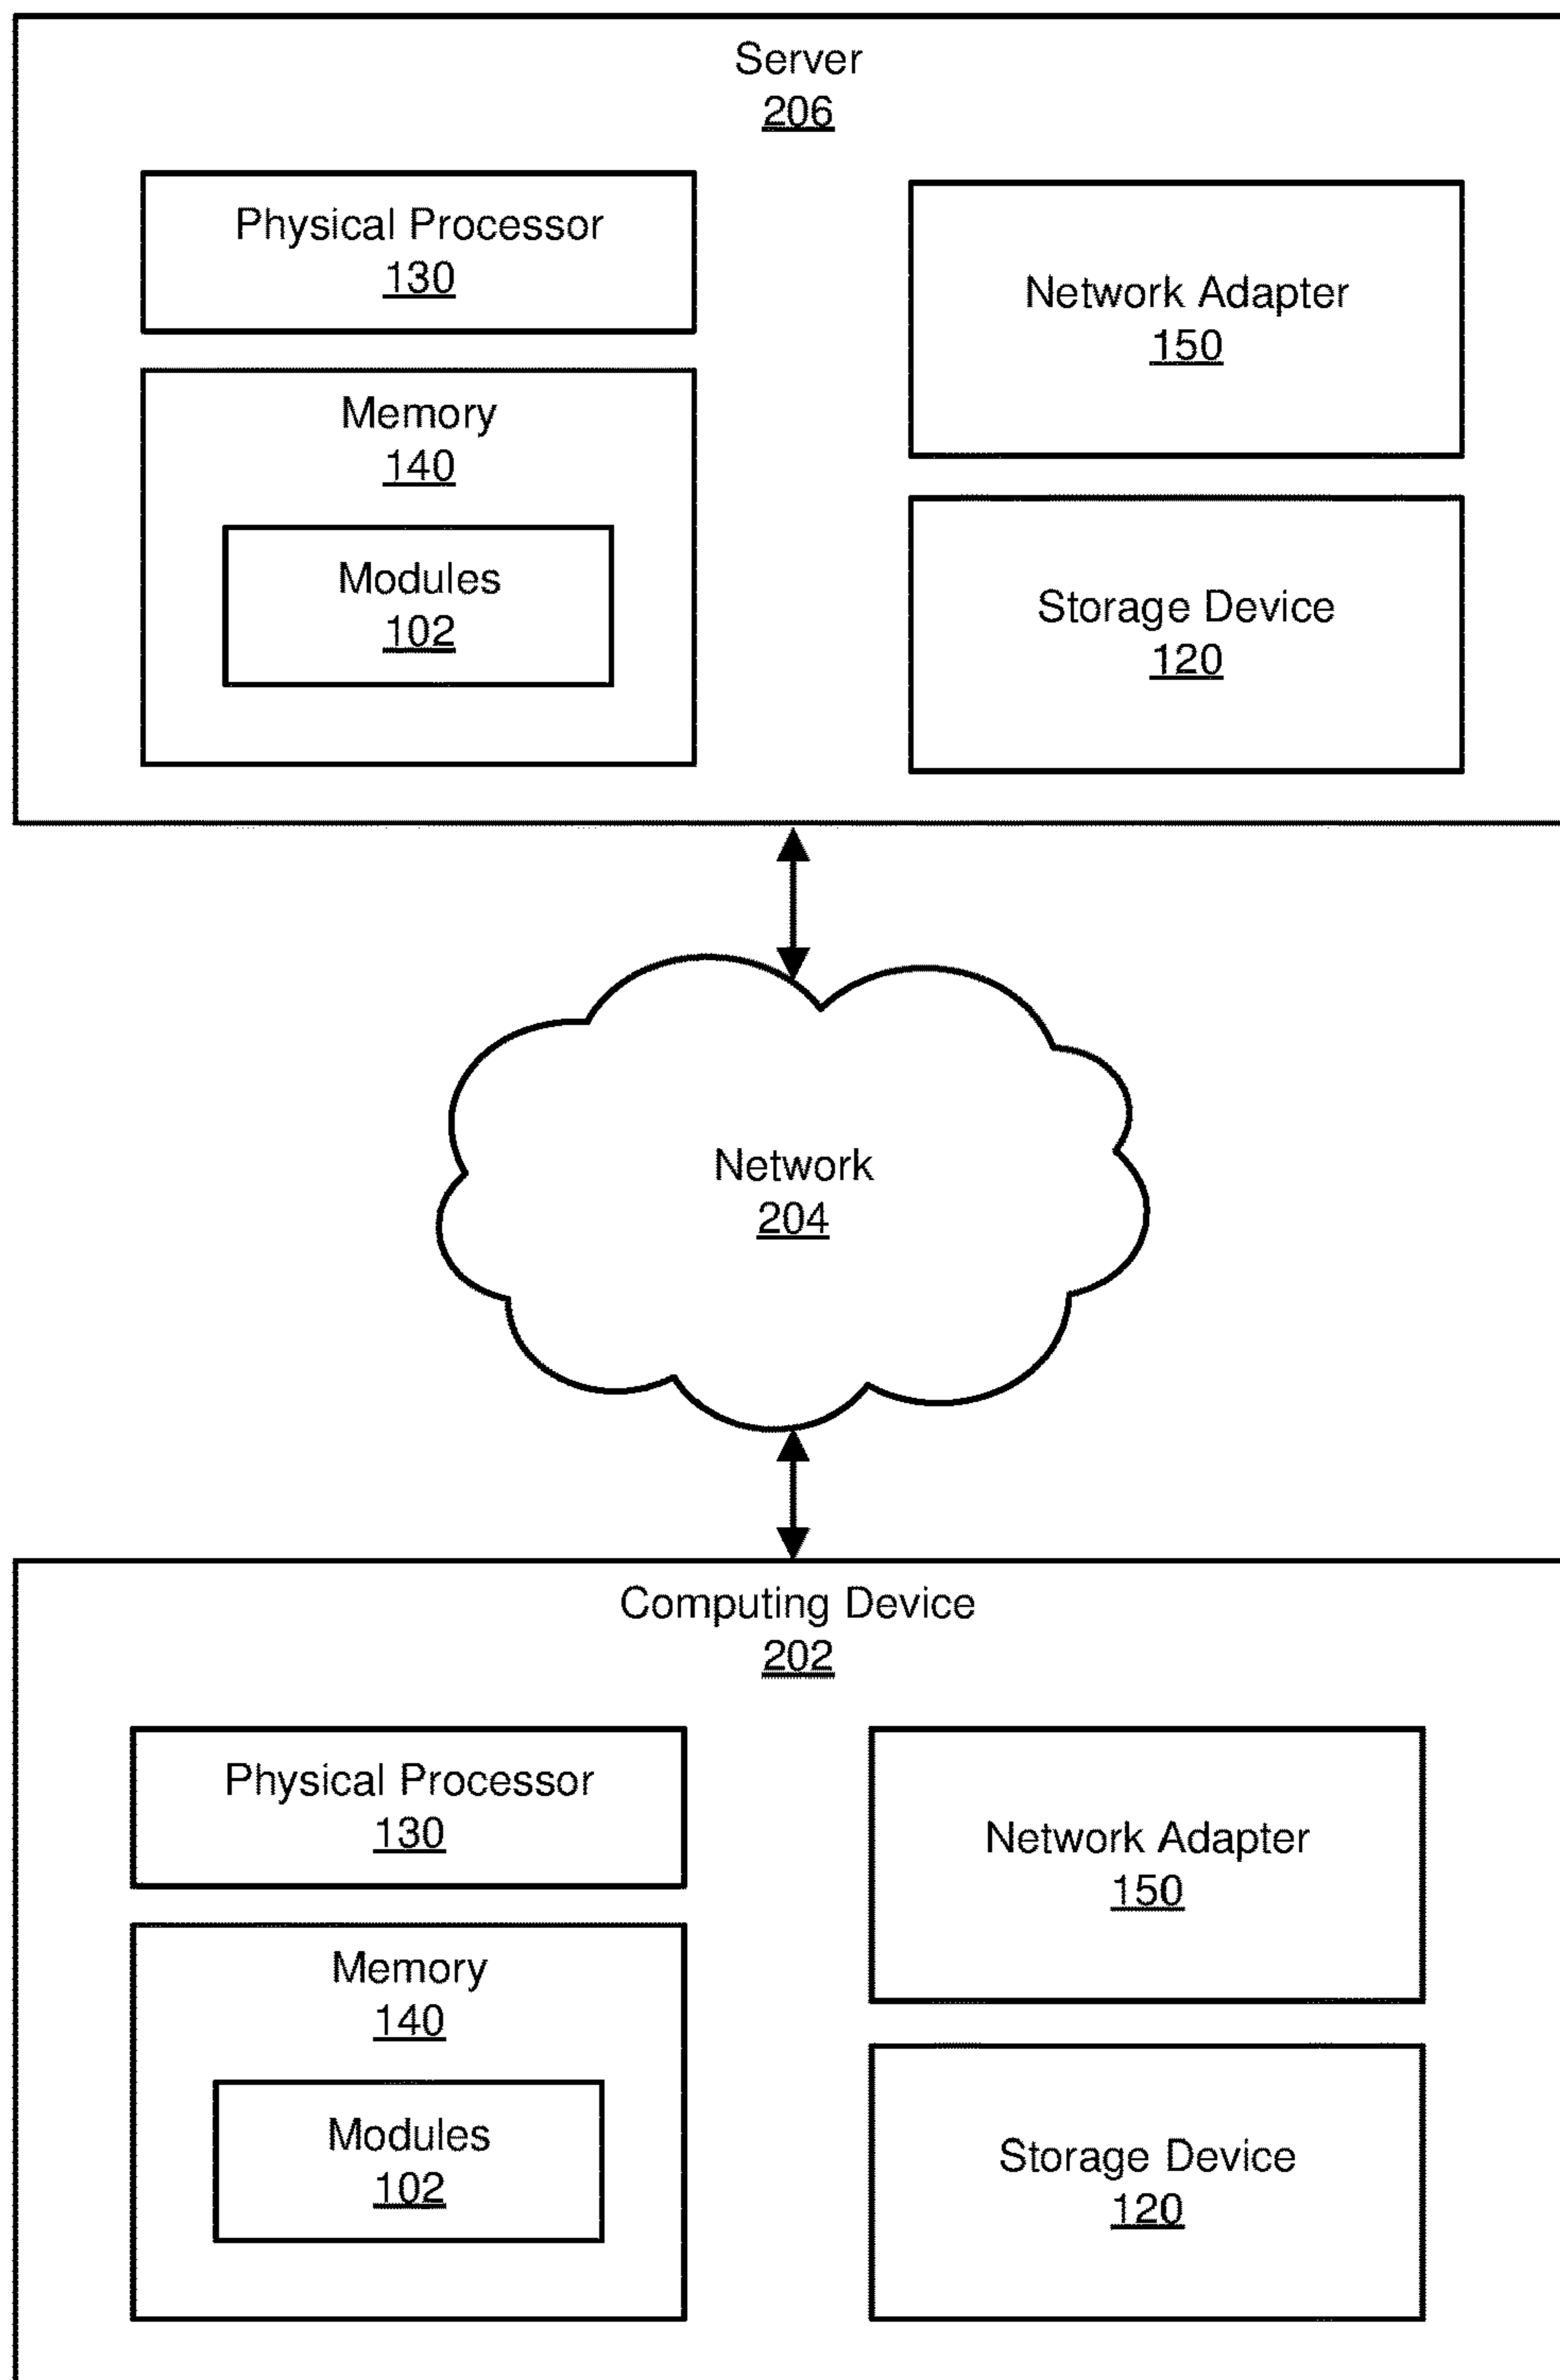 Server
206
Physical Processor
130
Network Adapter
150
Memory
140
Modules
102
Storage Device
120
Network
204
Computing Device
202
Physical Processor
130
Network Adapter
150
Memory
140
Modules
102
Storage Device
120